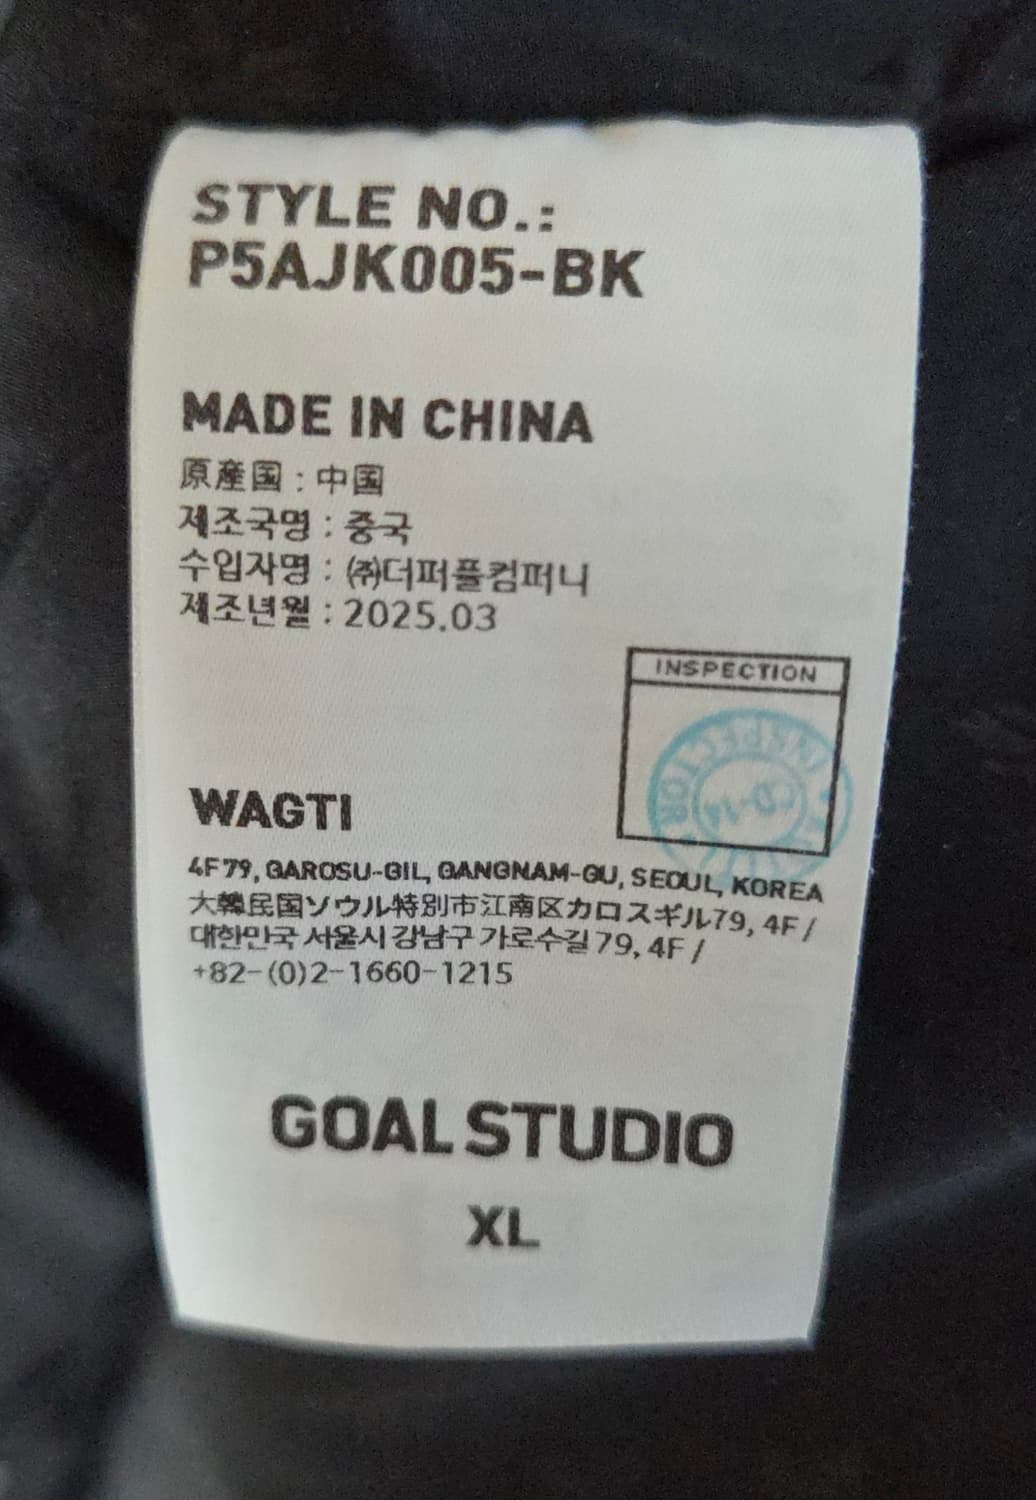 STYLE NO.:
P5AJK005-BK
MADE IN CHINA
原産国 : 中国
제조국명 : 중국
수입자명 : ㈜더퍼플컴퍼니
제조년월 : 2025.03
INSPECTION
INSPECTOR
WAGTI
4F 79, GAROSU-GIL, GANGNAM-GU, SEOUL, KOREA
大韓民国ソウル特別市江南区カロスギル79, 4F /
대한민국 서울시 강남구 가로수길 79, 4F /
+82-(0)2-1660-1215
GOALSTUDIO
XL